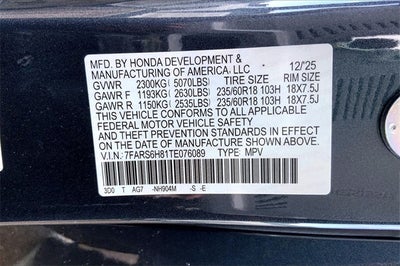 MFD. BY HONDA DEVELOPMENT & 12/'25
MANUFACTURING OF AMERICA, LLC
GVWR 2300KG(5070LBS) TIRE SIZE RIM SIZE
GAWR F 1193KG(2630LBS)235/60R18 103H 18X7.5J
GAWR R 1150KG(2535LBS)235/60R18 103H 18X7.5J
THIS VEHICLE CONFORMS TO ALL APPLICABLE
FEDERAL MOTOR VEHICLE SAFETY STANDARDS IN EFFECT
ON THE DATE OF MANUFACTURE SHOWN ABOVE.
V.I.N.: 7FARS6H81TE076089 TYPE: MPV
3D0 T AG7 -NH904M -S -E